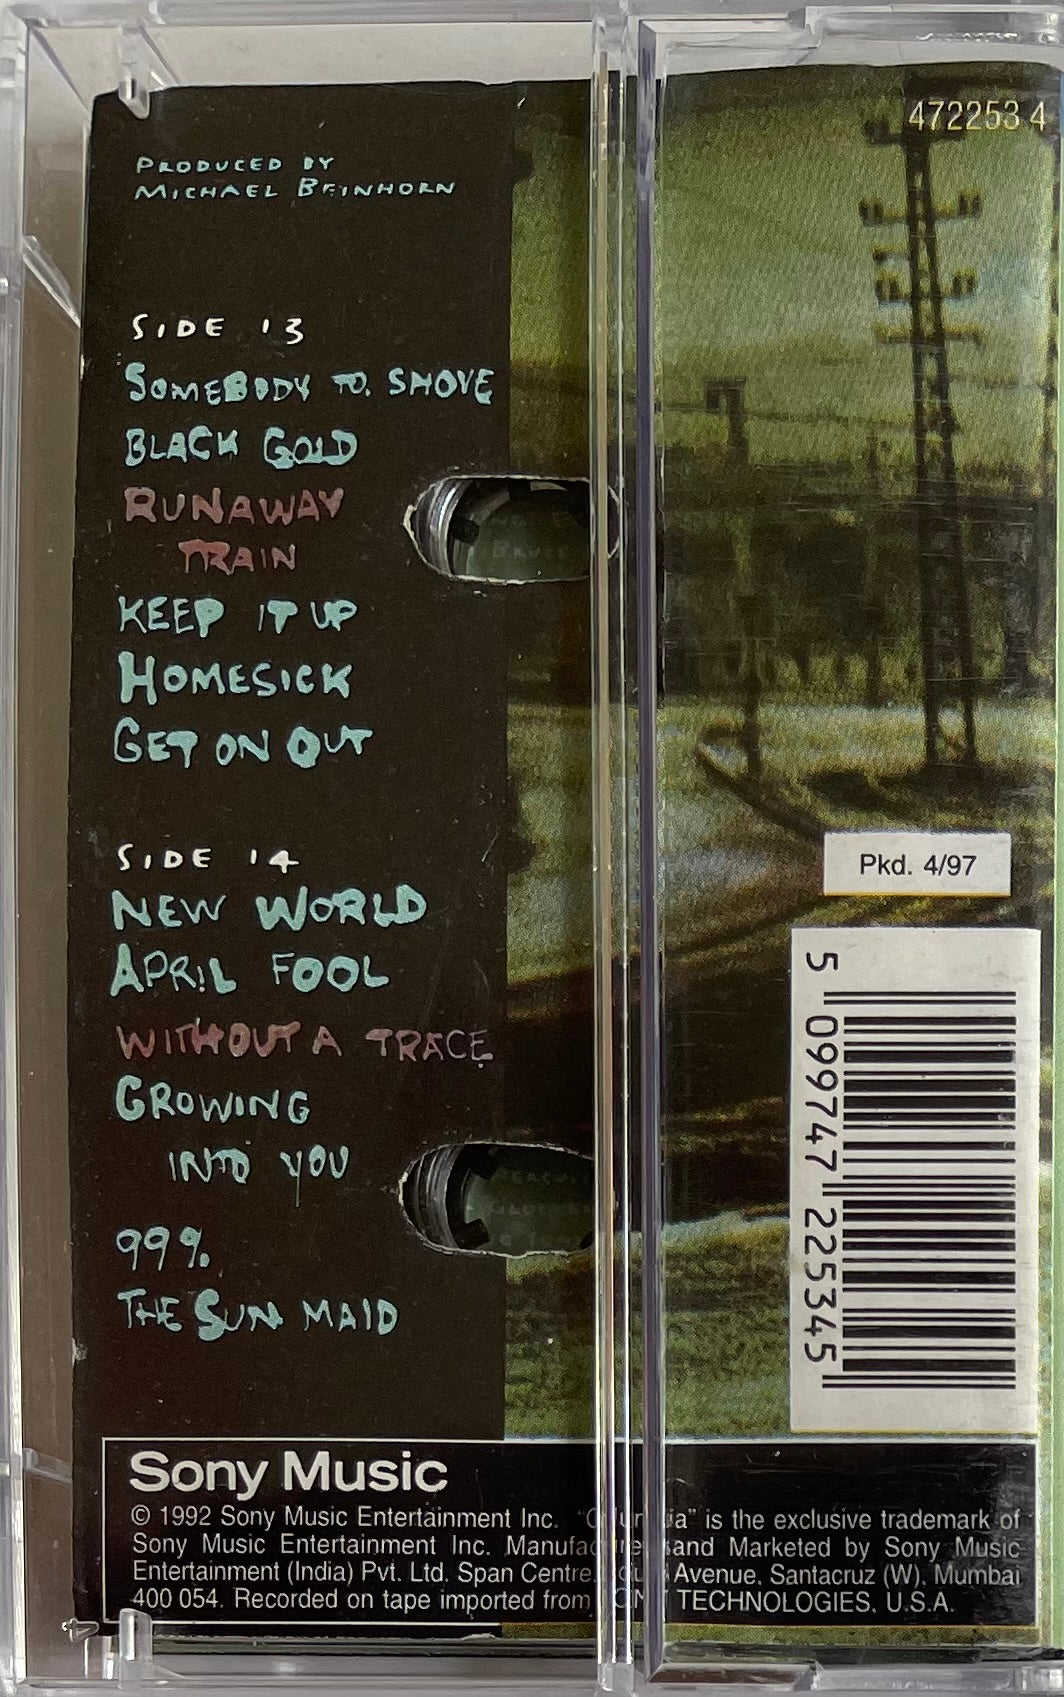 472253 4
PRODUCED BY
MICHAEL BEINHORN
SIDE 13
SOMEBODY TO SHOVE
BLACK GOLD
RUNAWAY
TRAIN
KEEP IT UP
HOMESICK
GET ON OUT
SIDE 14
NEW WORLD
APRIL FOOL
WITHOUT A TRACE
GROWING
INTO YOU
99%
THE SUN MAID
Pkd. 4/97
5 099747 225345
Sony Music
© 1992 Sony Music Entertainment Inc. "Columbia" is the exclusive trademark of
Sony Music Entertainment Inc. Manufactured and Marketed by Sony Music
Entertainment (India) Pvt. Ltd. Span Centre, Avenue, Santacruz (W), Mumbai
400 054. Recorded on tape imported from TECHNOLOGIES, U.S.A.